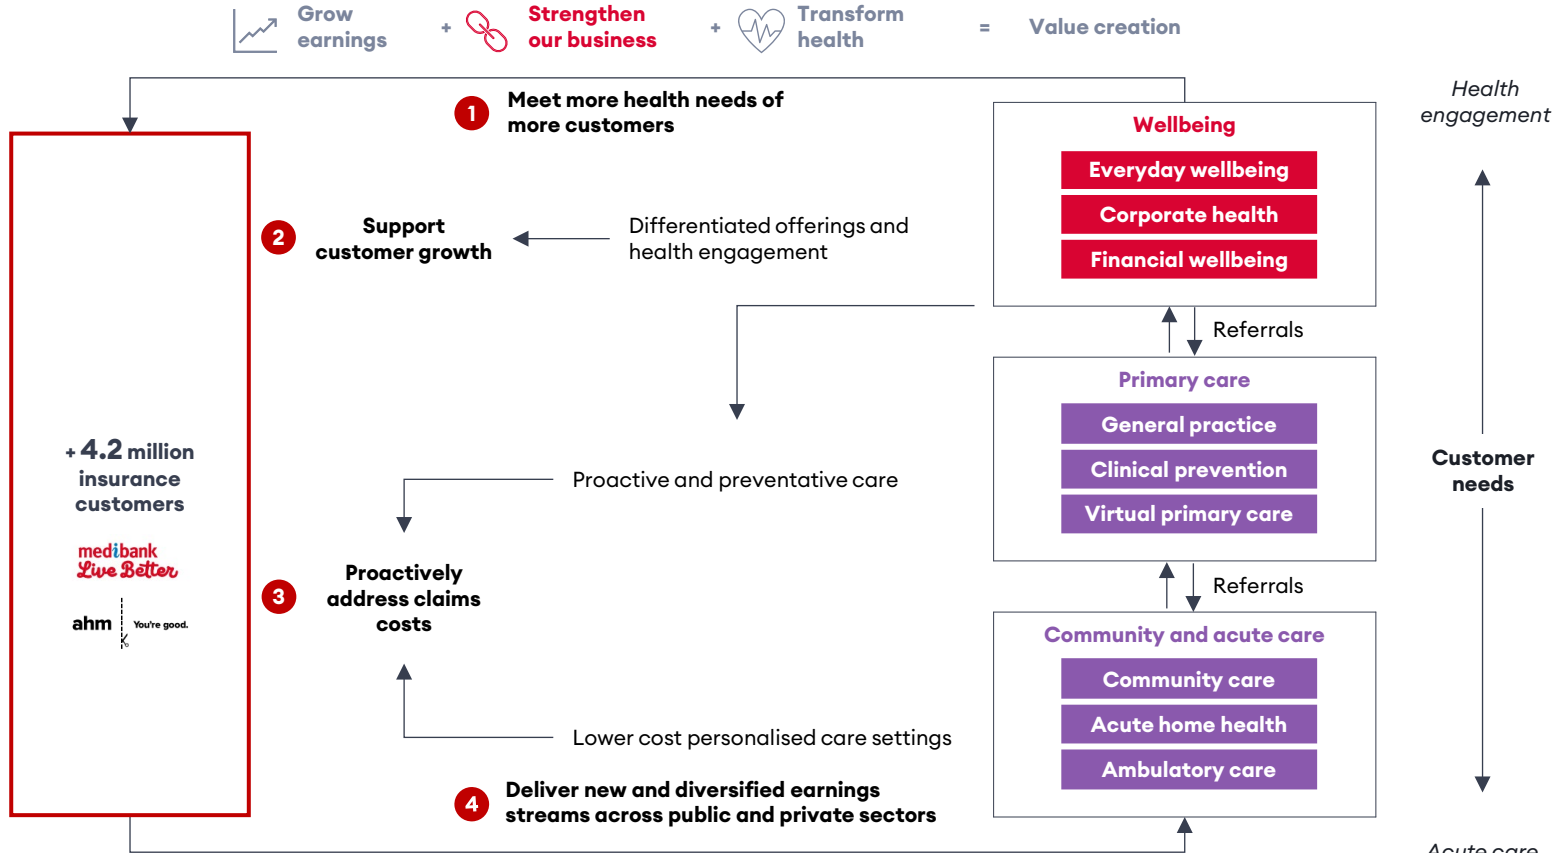 Grow
earnings
+
Strengthen
our business
+
Transform
health
=
Value creation
1
Meet more health needs of
more customers
Health
engagement
Wellbeing
Everyday wellbeing
Corporate health
Financial wellbeing
2
Support
customer growth
Differentiated offerings and
health engagement
Referrals
Primary care
General practice
Clinical prevention
Virtual primary care
+ 4.2 million
insurance
customers
medibank
Live Better
ahm
You're good.
Proactive and preventative care
Customer
needs
3
Proactively
address claims
costs
Referrals
Community and acute care
Community care
Acute home health
Ambulatory care
Lower cost personalised care settings
4
Deliver new and diversified earnings
streams across public and private sectors
Acute care